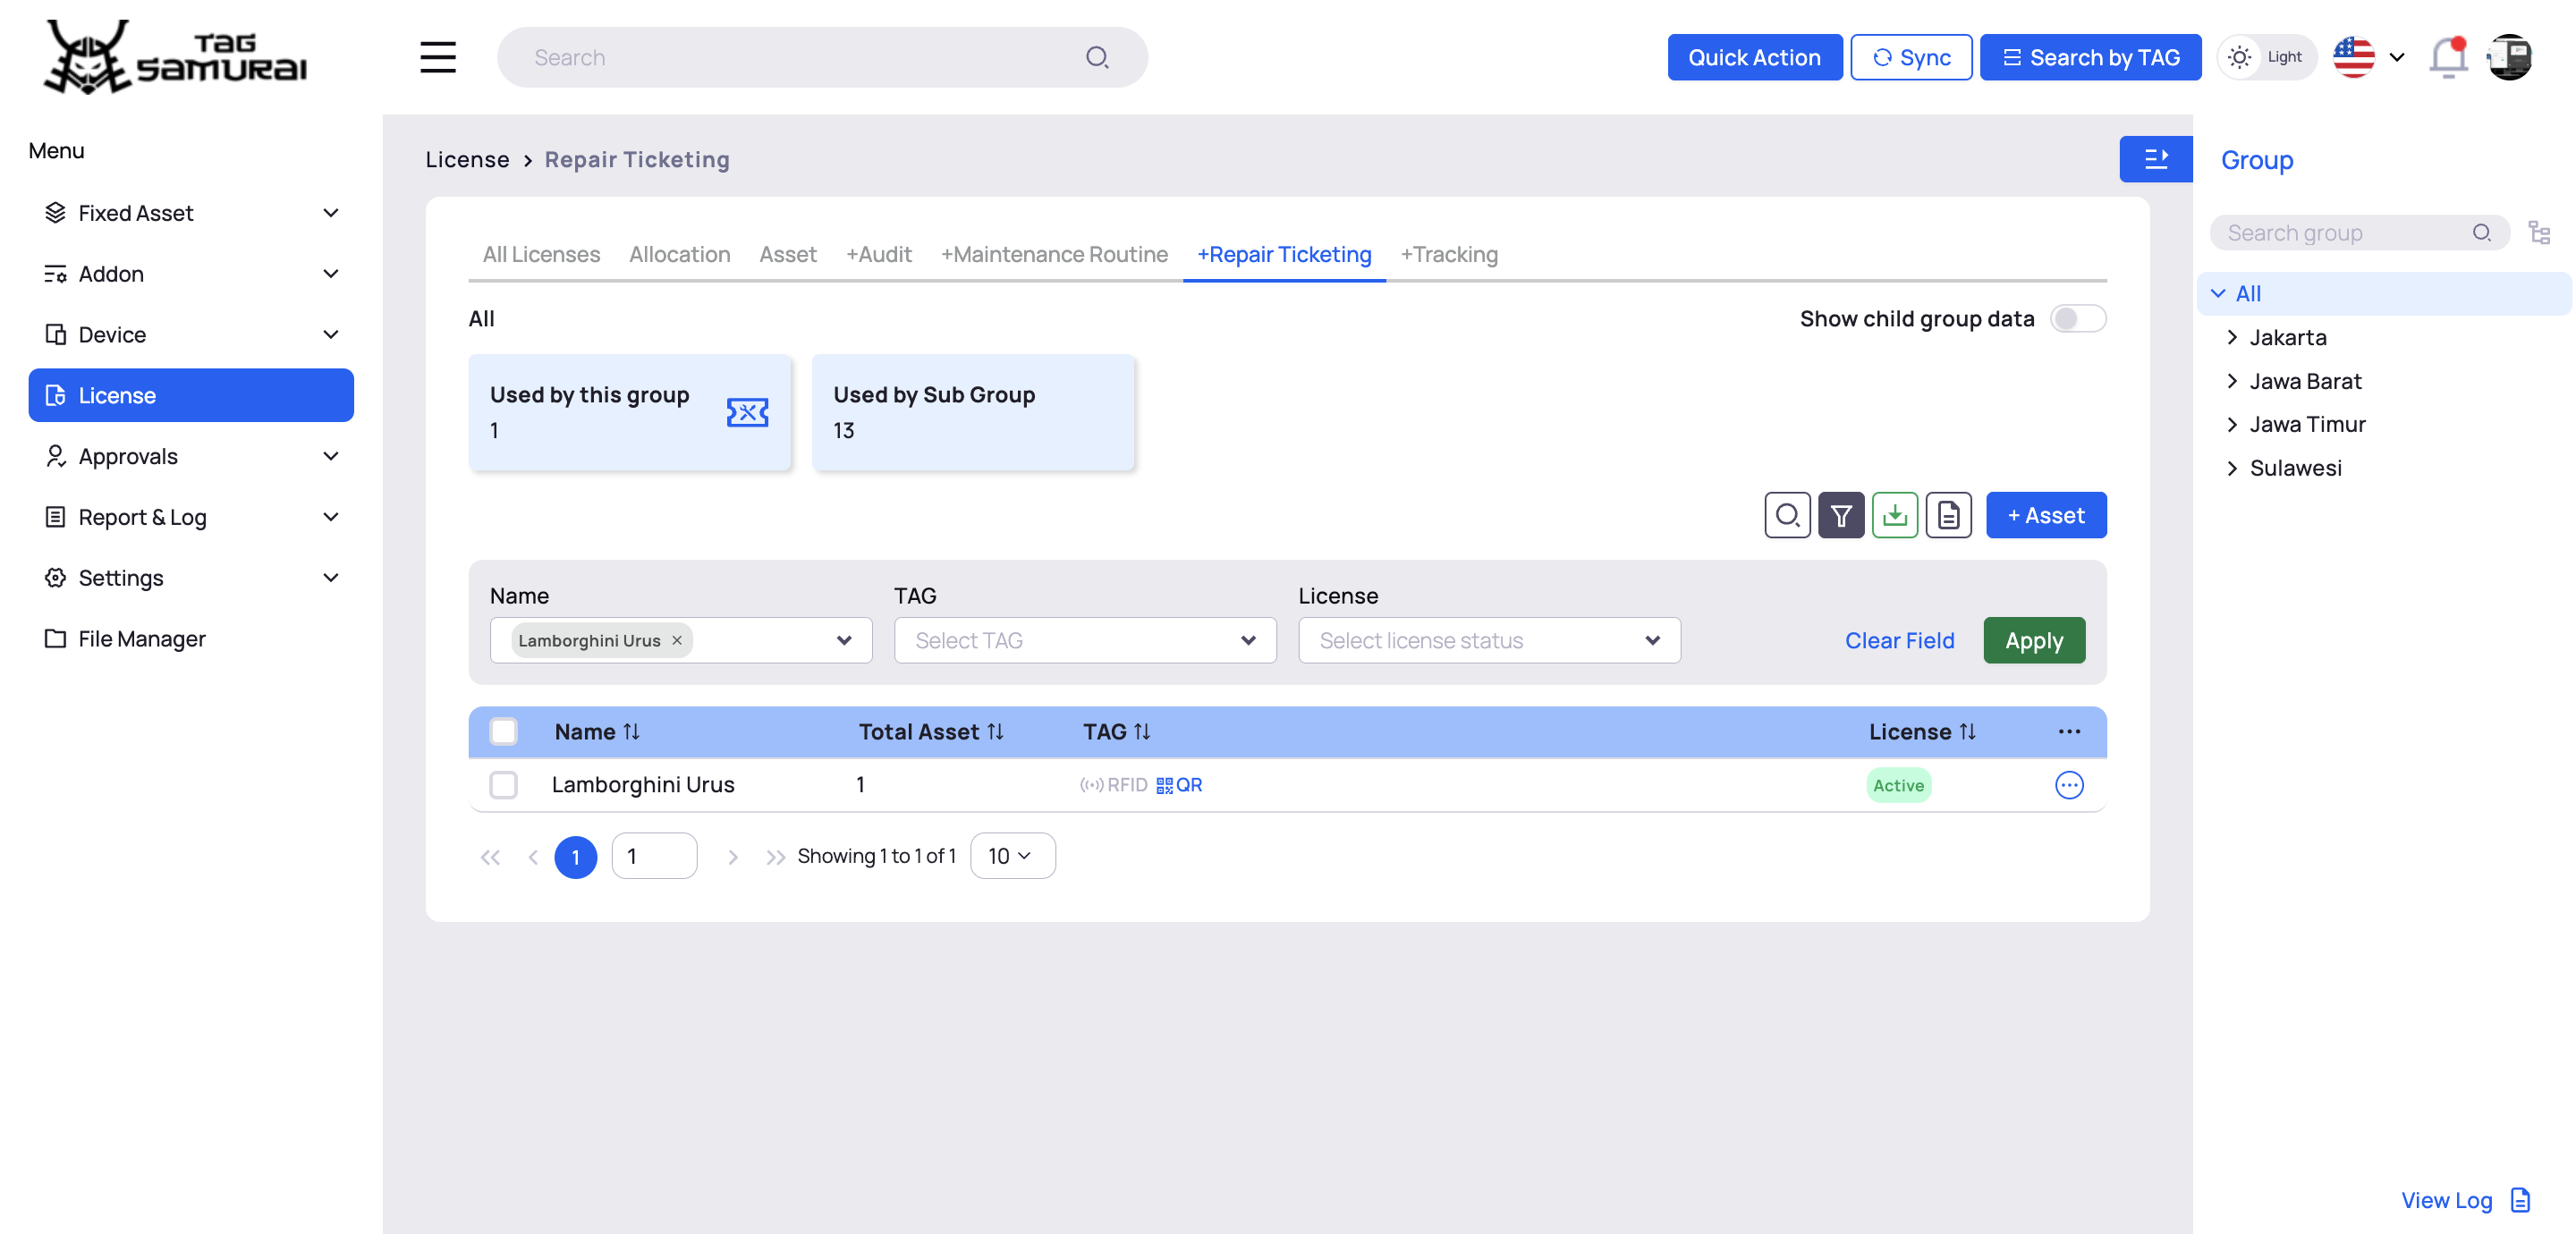 TAG SAMURAI
Search
Quick Action
Sync
Search by TAG
Light
Menu
Fixed Asset
Addon
Device
License
Approvals
Report & Log
Settings
File Manager
License > Repair Ticketing
All Licenses Allocation Asset +Audit +Maintenance Routine +Repair Ticketing +Tracking
All
Show child group data
Used by this group
1
Used by Sub Group
13
+ Asset
Name
Lamborghini Urus ×
TAG
Select TAG
License
Select license status
Clear Field
Apply
Name Total Asset TAG License
Lamborghini Urus 1 RFID QR Active
1 1 Showing 1 to 1 of 1 10
Group
Search group
All
Jakarta
Jawa Barat
Jawa Timur
Sulawesi
View Log